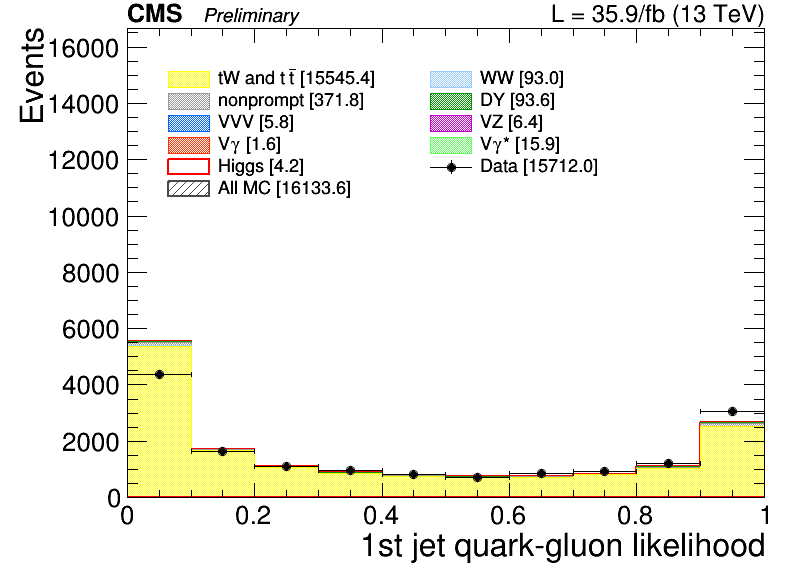 CMS Preliminary L = 35.9/fb (13 TeV)
Events
16000
14000
12000
10000
8000
6000
4000
2000
0
tW and t t̄ [15545.4]
nonprompt [371.8]
VVV [5.8]
Vγ [1.6]
Higgs [4.2]
All MC [16133.6]
WW [93.0]
DY [93.6]
VZ [6.4]
Vγ* [15.9]
Data [15712.0]
0 0.2 0.4 0.6 0.8 1
1st jet quark-gluon likelihood